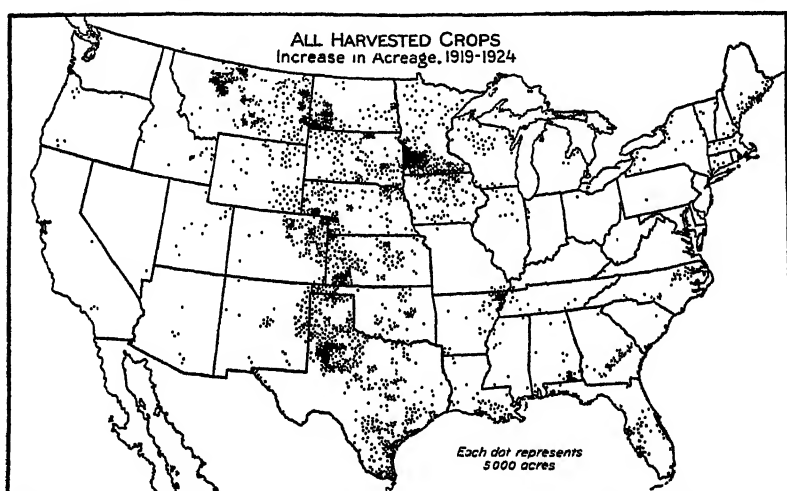 ALL HARVESTED CROPS
Increase in Acreage, 1919-1924
Each dot represents
5000 acres